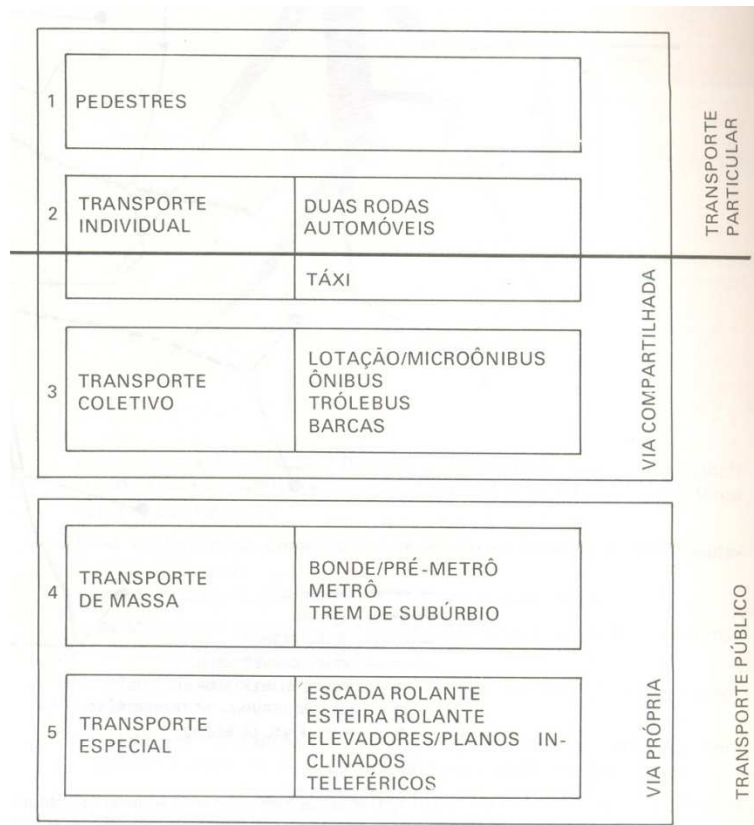 1 PEDESTRES
2 TRANSPORTE
INDIVIDUAL
DUAS RODAS
AUTOMÓVEIS
TÁXI
3 TRANSPORTE
COLETIVO
LOTAÇÃO/MICROÔNIBUS
ÔNIBUS
TRÓLEBUS
BARCAS
VIA COMPARTILHADA
TRANSPORTE
PARTICULAR
4 TRANSPORTE
DE MASSA
BONDE/PRÉ-METRÔ
METRÔ
TREM DE SUBÚRBIO
5 TRANSPORTE
ESPECIAL
ESCADA ROLANTE
ESTEIRA ROLANTE
ELEVADORES/PLANOS IN-
CLINADOS
TELEFÉRICOS
VIA PRÓPRIA
TRANSPORTE PÚBLICO